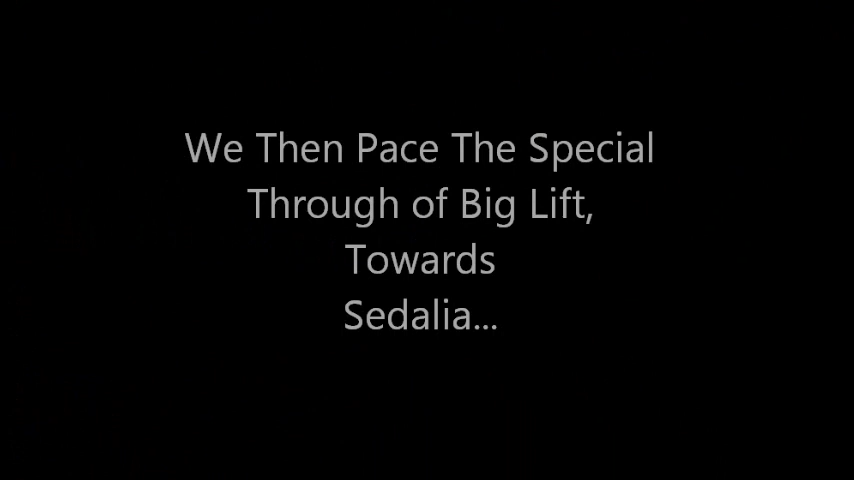 We Then Pace The Special
Through of Big Lift,
Towards
Sedalia...